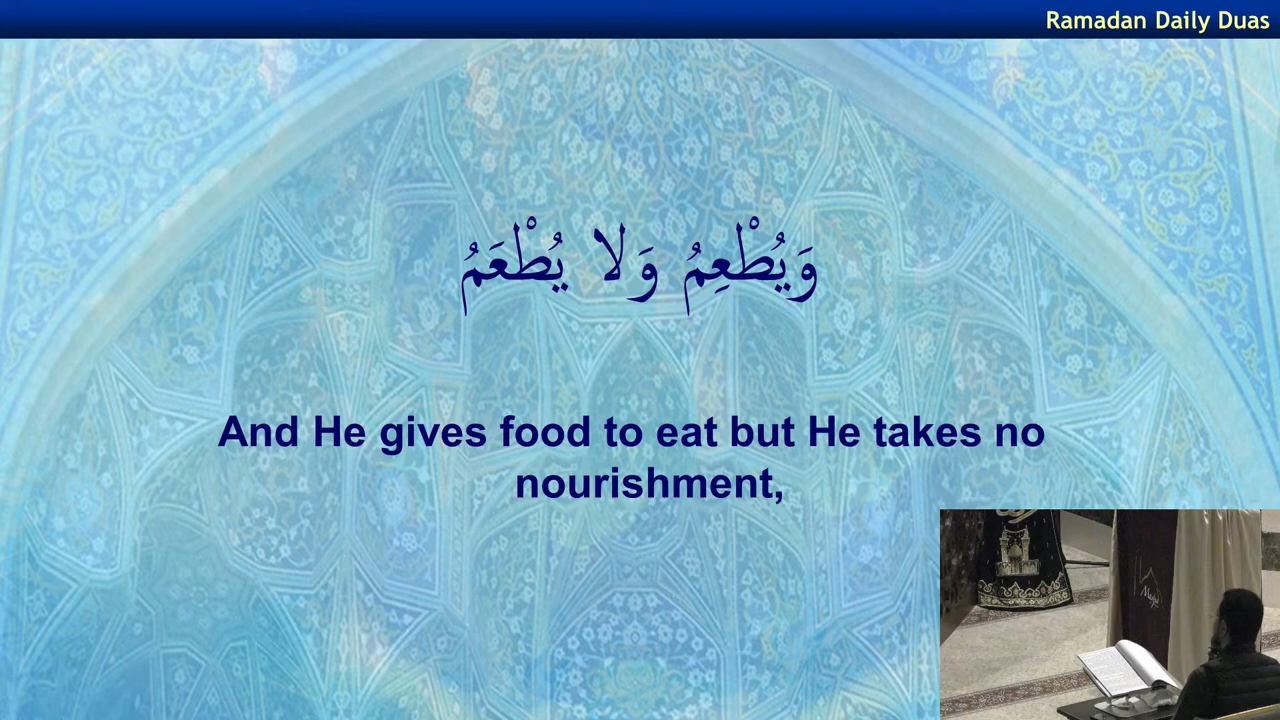 Ramadan Daily Duas
وَيُطْعِمُ وَلا يُطْعَمُ
And He gives food to eat but He takes no
nourishment,